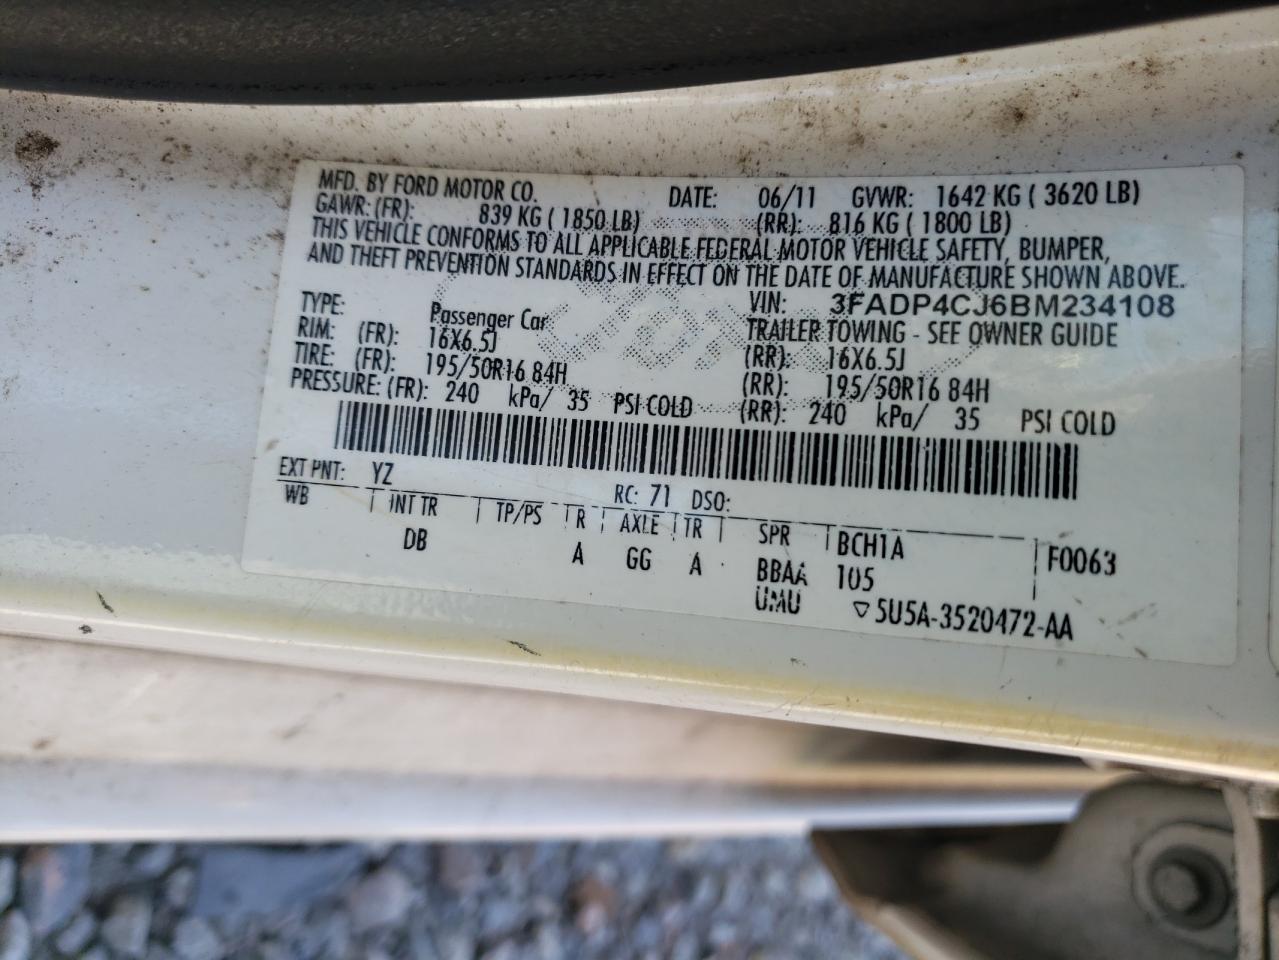 MFD. BY FORD MOTOR CO. DATE: 06/11 GVWR: 1642 KG ( 3620 LB)
GAWR: (FR): 839 KG ( 1850 LB) (RR): 816 KG ( 1800 LB)
THIS VEHICLE CONFORMS TO ALL APPLICABLE FEDERAL MOTOR VEHICLE SAFETY, BUMPER,
AND THEFT PREVENTION STANDARDS IN EFFECT ON THE DATE OF MANUFACTURE SHOWN ABOVE.
VIN: 3FADP4CJ6BM234108
TYPE: Passenger Car TRAILER TOWING - SEE OWNER GUIDE
RIM: (FR): 16X6.5J (RR): 16X6.5J
TIRE: (FR): 195/50R16 84H (RR): 195/50R16 84H
PRESSURE: (FR): 240 kPa/ 35 PSI COLD (RR): 240 kPa/ 35 PSI COLD
EXT PNT: YZ RC: 71 DSO:
WB INT TR TP/PS R AXLE TR SPR BCH1A F0063
DB A GG A BBAA 105
UMU ▽5U5A-3520472-AA